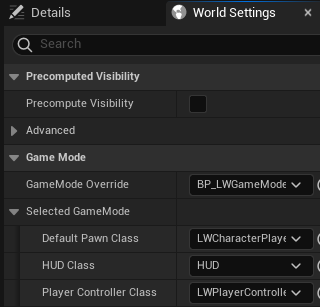 Details
World Settings
Search
Precomputed Visibility
Precompute Visibility
Advanced
Game Mode
GameMode Override
BP_LWGameMode
Selected GameMode
Default Pawn Class
LWCharacterPlaye
HUD Class
HUD
Player Controller Class
LWPlayerControlle